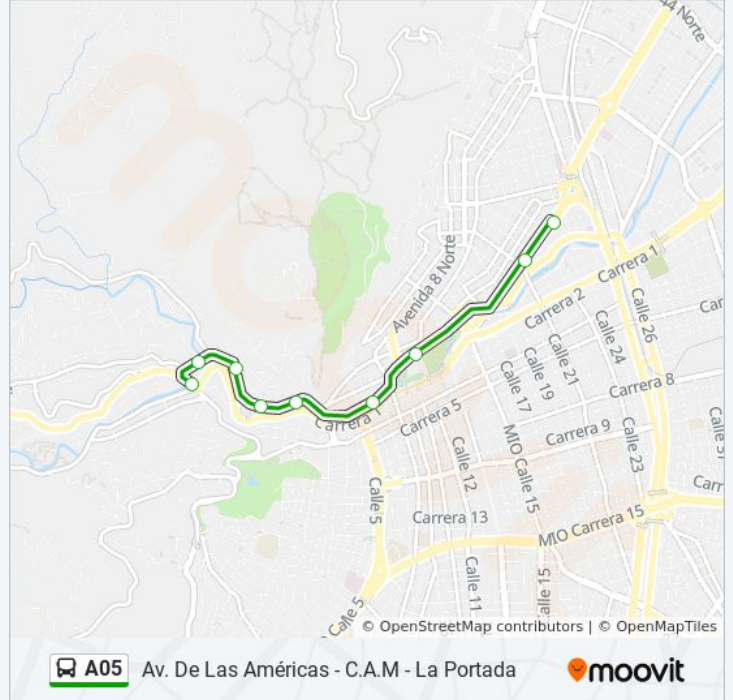 44 Norte
Avenida 8 Norte
Carrera 1
Carrera 2
Calle 26
Calle 24
Calle 21
Calle 19
Calle 17
Carrera 8
Carrera 1
Carrera 5
Carrera 9
Calle 23
Calle 12
MIO Calle 15
Calle 5
Carrera 13
MIO Carrera 15
Calle 11
Calle 15
Calle 5
© OpenStreetMap contributors | © OpenMapTiles
A05 Av. De Las Américas - C.A.M - La Portada moovit